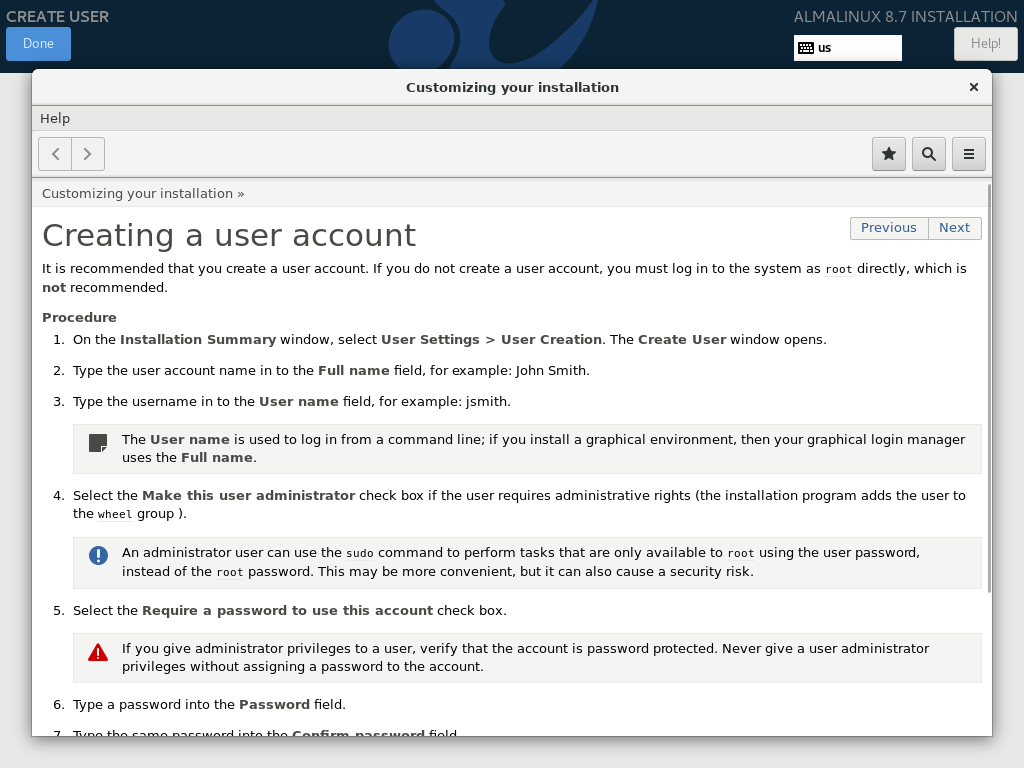 CREATE USER
ALMALINUX 8.7 INSTALLATION
Done
us
Help!
Customizing your installation
Help
Customizing your installation »
Creating a user account
Previous
Next
It is recommended that you create a user account. If you do not create a user account, you must log in to the system as root directly, which is
not recommended.
Procedure
1. On the Installation Summary window, select User Settings > User Creation. The Create User window opens.
2. Type the user account name in to the Full name field, for example: John Smith.
3. Type the username in to the User name field, for example: jsmith.
The User name is used to log in from a command line; if you install a graphical environment, then your graphical login manager
uses the Full name.
4. Select the Make this user administrator check box if the user requires administrative rights (the installation program adds the user to
the wheel group ).
An administrator user can use the sudo command to perform tasks that are only available to root using the user password,
instead of the root password. This may be more convenient, but it can also cause a security risk.
5. Select the Require a password to use this account check box.
If you give administrator privileges to a user, verify that the account is password protected. Never give a user administrator
privileges without assigning a password to the account.
6. Type a password into the Password field.
7. Type the same password into the Confirm password field.